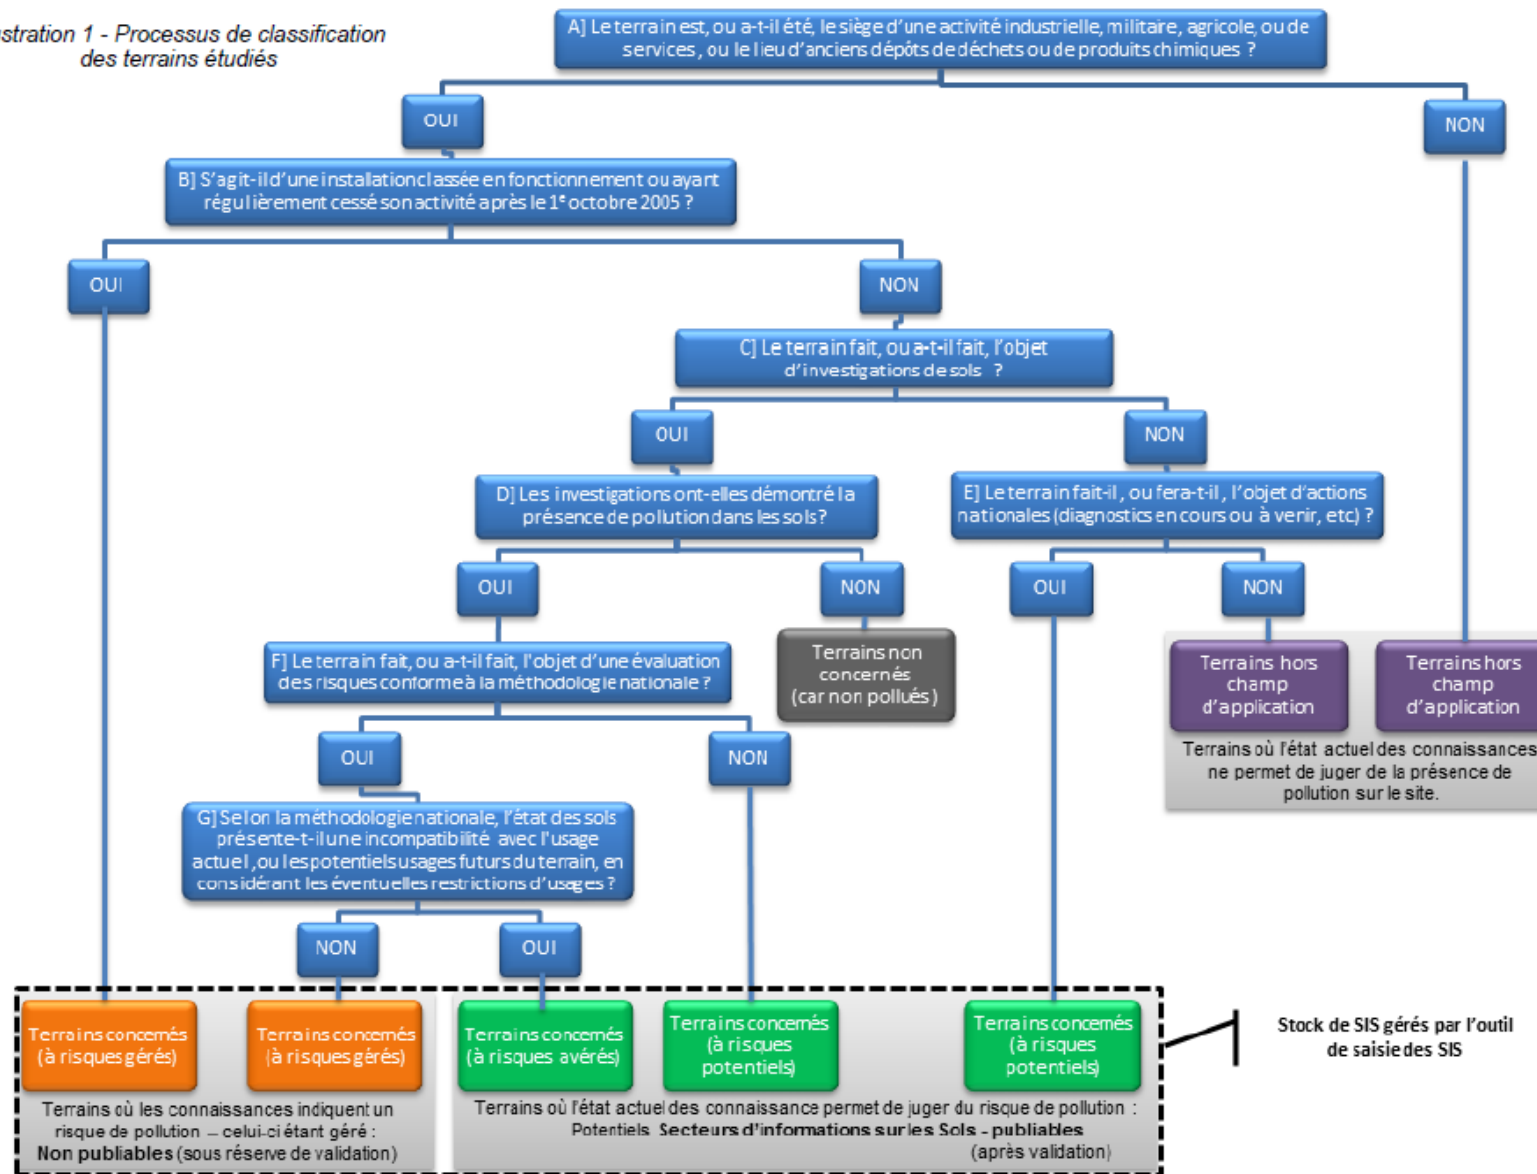 stration 1 - Processus de classification
des terrains étudiés
A] Le terrain est, ou a-t-il été, le siège d'une activité industrielle, militaire, agricole, ou de
services, ou le lieu d'anciens dépôts de déchets ou de produits chimiques ?
OUI
NON
B] S'agit-il d'une installation classée en fonctionnement ou ayant
régulièrement cessé son activité après le 1e octobre 2005 ?
OUI
NON
C] Le terrain fait, ou a-t-il fait, l'objet
d'investigations de sols ?
OUI
NON
D] Les investigations ont-elles démontré la
présence de pollution dans les sols?
E] Le terrain fait-il, ou fera-t-il, l'objet d'actions
nationales (diagnostics en cours ou à venir, etc) ?
OUI
NON
OUI
NON
F] Le terrain fait, ou a-t-il fait, l'objet d'une évaluation
des risques conforme à la méthodologie nationale ?
Terrains non
concernés
(car non pollués)
Terrains hors
champ
d'application
Terrains hors
champ
d'application
Terrains où l'état actuel des connaissances
ne permet de juger de la présence de
pollution sur le site.
OUI
NON
G] Selon la méthodologie nationale, l'état des sols
présente-t-il une incompatibilité avec l'usage
actuel, ou les potentiels usages futurs du terrain, en
considérant les éventuelles restrictions d'usages ?
NON
OUI
Terrains concernés
(à risques gérés)
Terrains concernés
(à risques gérés)
Terrains concernés
(à risques avérés)
Terrains concernés
(à risques
potentiels)
Terrains concernés
(à risques
potentiels)
Terrains où les connaissances indiquent un
risque de pollution – celui-ci étant géré :
Non publiables (sous réserve de validation)
Terrains où l'état actuel des connaissance permet de juger du risque de pollution :
Potentiels Secteurs d'informations sur les Sols - publiables
(après validation)
Stock de SIS gérés par l'outil
de saisie des SIS